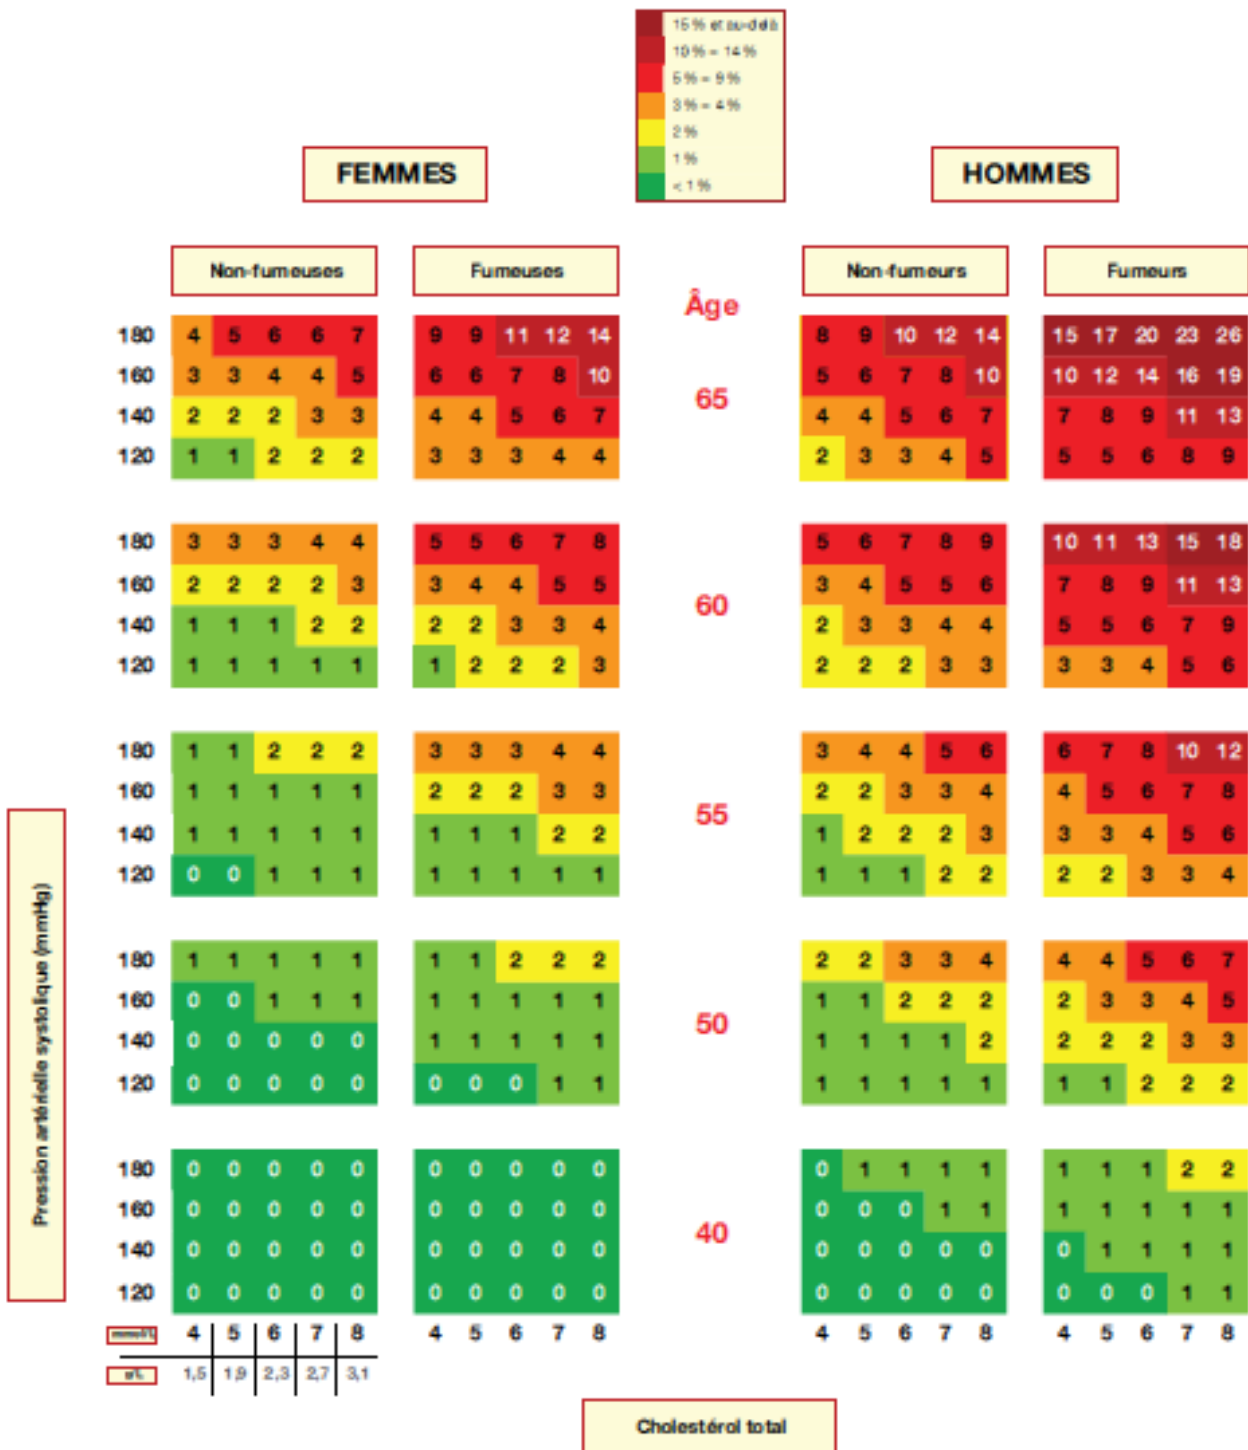 15 % et au-delà
10 % – 14 %
5 % – 9 %
3 % – 4 %
2 %
1 %
< 1 %
FEMMES HOMMES
Non-fumeuses Fumeuses Non-fumeurs Fumeurs
Âge
180 4 5 6 6 7 9 9 11 12 14 8 9 10 12 14 15 17 20 23 26
160 3 3 4 4 5 6 6 7 8 10 5 6 7 8 10 10 12 14 16 19
65
140 2 2 2 3 3 4 4 5 6 7 4 4 5 6 7 7 8 9 11 13
120 1 1 2 2 2 3 3 3 4 4 2 3 3 4 5 5 5 6 8 9
180 3 3 3 4 4 5 5 6 7 8 5 6 7 8 9 10 11 13 15 18
160 2 2 2 2 3 3 4 4 5 5 3 4 5 5 6 7 8 9 11 13
60
140 1 1 1 2 2 2 2 3 3 4 2 3 3 4 4 5 5 6 7 9
120 1 1 1 1 1 1 2 2 2 3 2 2 2 3 3 3 3 4 5 6
180 1 1 2 2 2 3 3 3 4 4 3 4 4 5 6 6 7 8 10 12
160 1 1 1 1 1 2 2 2 3 3 2 2 3 3 4 4 5 6 7 8
55
140 1 1 1 1 1 1 1 1 2 2 1 2 2 2 3 3 3 4 5 6
120 0 0 1 1 1 1 1 1 1 1 1 1 1 2 2 2 2 3 3 4
180 1 1 1 1 1 1 1 2 2 2 2 2 3 3 4 4 4 5 6 7
160 0 0 1 1 1 1 1 1 1 1 1 1 2 2 2 2 3 3 4 5
50
140 0 0 0 0 0 1 1 1 1 1 1 1 1 1 2 2 2 2 3 3
120 0 0 0 0 0 0 0 0 1 1 1 1 1 1 1 1 1 2 2 2
180 0 0 0 0 0 0 0 0 0 0 0 1 1 1 1 1 1 1 2 2
160 0 0 0 0 0 0 0 0 0 0 0 0 0 1 1 1 1 1 1 1
40
140 0 0 0 0 0 0 0 0 0 0 0 0 0 0 0 0 1 1 1 1
120 0 0 0 0 0 0 0 0 0 0 0 0 0 0 0 0 0 0 1 1
mmol/L 4 5 6 7 8 4 5 6 7 8 4 5 6 7 8 4 5 6 7 8
1,5 1,9 2,3 2,7 3,1
Pression artérielle systolique (mmHg)
Cholestérol total